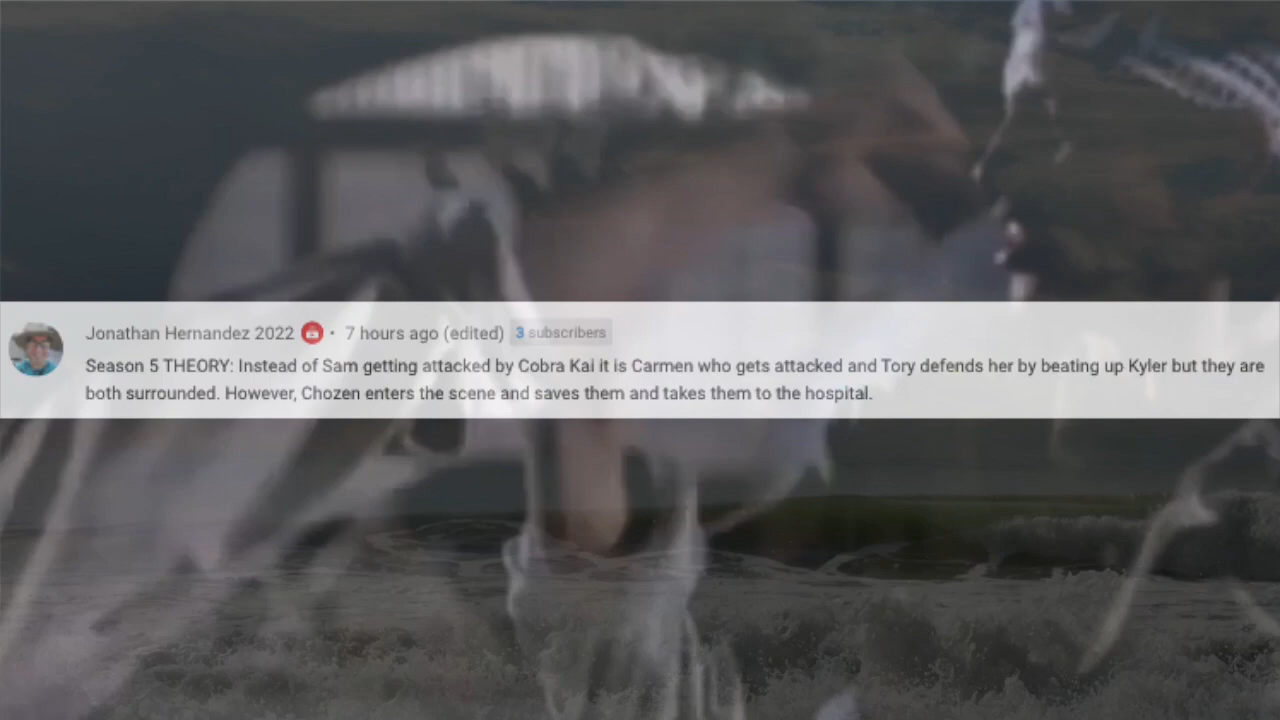 Jonathan Hernandez 2022 · 7 hours ago (edited) 3 subscribers
Season 5 THEORY: Instead of Sam getting attacked by Cobra Kai it is Carmen who gets attacked and Tory defends her by beating up Kyler but they are
both surrounded. However, Chozen enters the scene and saves them and takes them to the hospital.